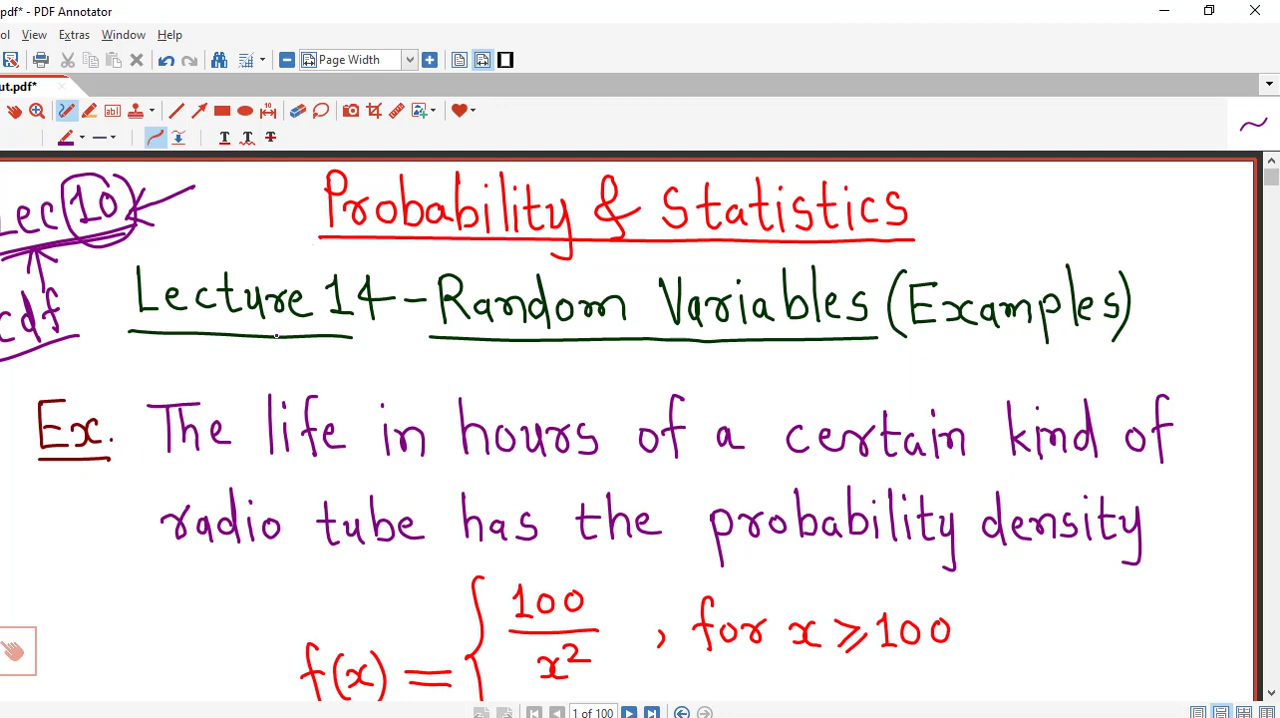 pdf* - PDF Annotator
ol View Extras Window Help
Page Width
ut.pdf*
Lec 10
Probability & Statistics
cdf
Lecture 14 - Random Variables (Examples)
Ex. The life in hours of a certain kind of
radio tube has the probability density
f(x) = { 100 / x² , for x ⩾ 100
1 of 100